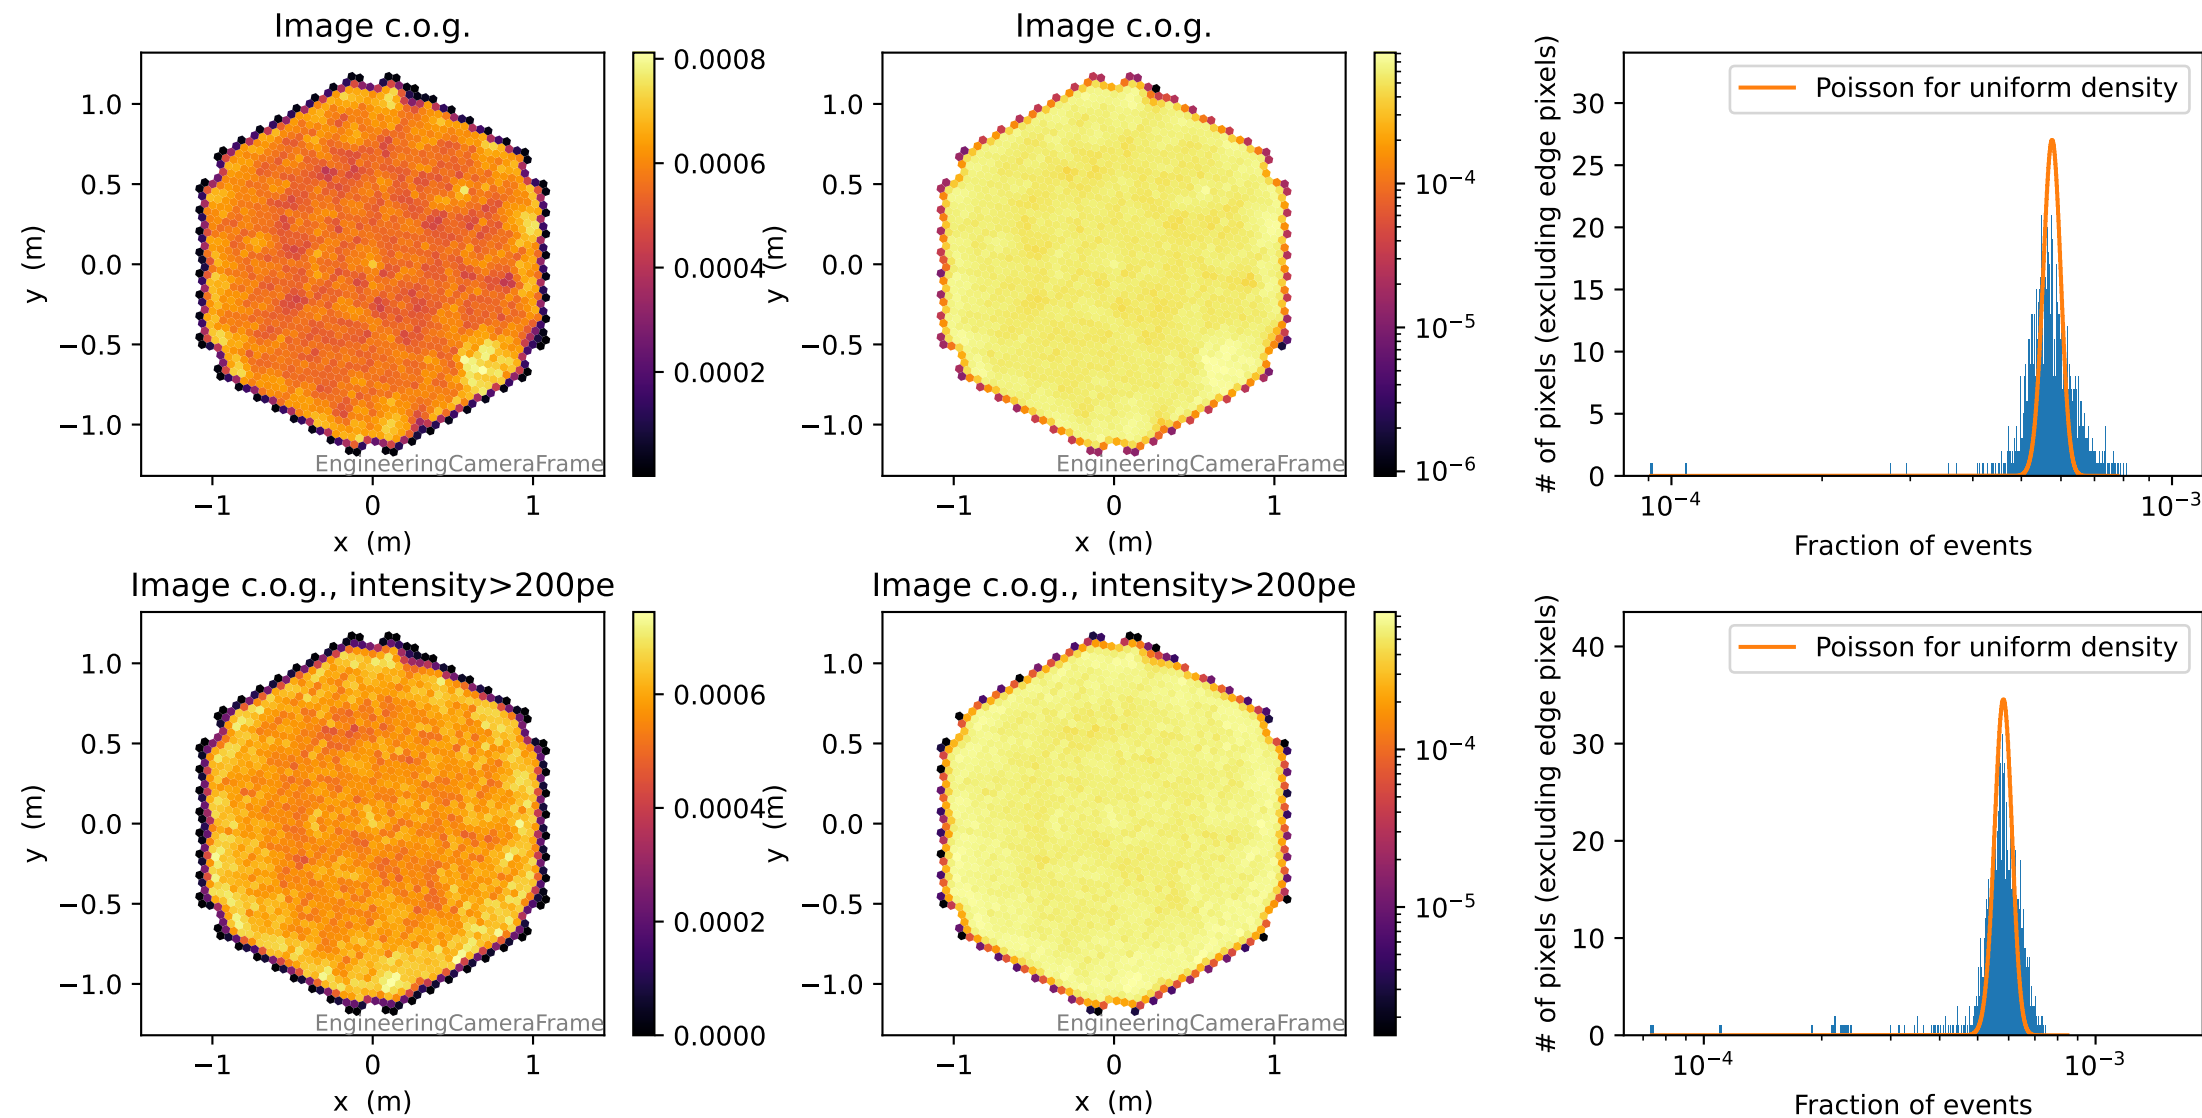 Image c.o.g.
1.0
0.5
0.0
−0.5
−1.0
y (m)
−1
0
1
x (m)
EngineeringCameraFrame
0.0008
0.0006
0.0004
0.0002
Image c.o.g.
1.0
0.5
0.0
−0.5
−1.0
y (m)
−1
0
1
x (m)
EngineeringCameraFrame
10⁻⁴
10⁻⁵
10⁻⁶
Poisson for uniform density
# of pixels (excluding edge pixels)
30
25
20
15
10
5
0
10⁻⁴
10⁻³
Fraction of events
Image c.o.g., intensity>200pe
1.0
0.5
0.0
−0.5
−1.0
y (m)
−1
0
1
x (m)
EngineeringCameraFrame
0.0006
0.0004
0.0002
0.0000
Image c.o.g., intensity>200pe
1.0
0.5
0.0
−0.5
−1.0
y (m)
−1
0
1
x (m)
EngineeringCameraFrame
10⁻⁴
10⁻⁵
Poisson for uniform density
# of pixels (excluding edge pixels)
40
30
20
10
0
10⁻⁴
10⁻³
Fraction of events